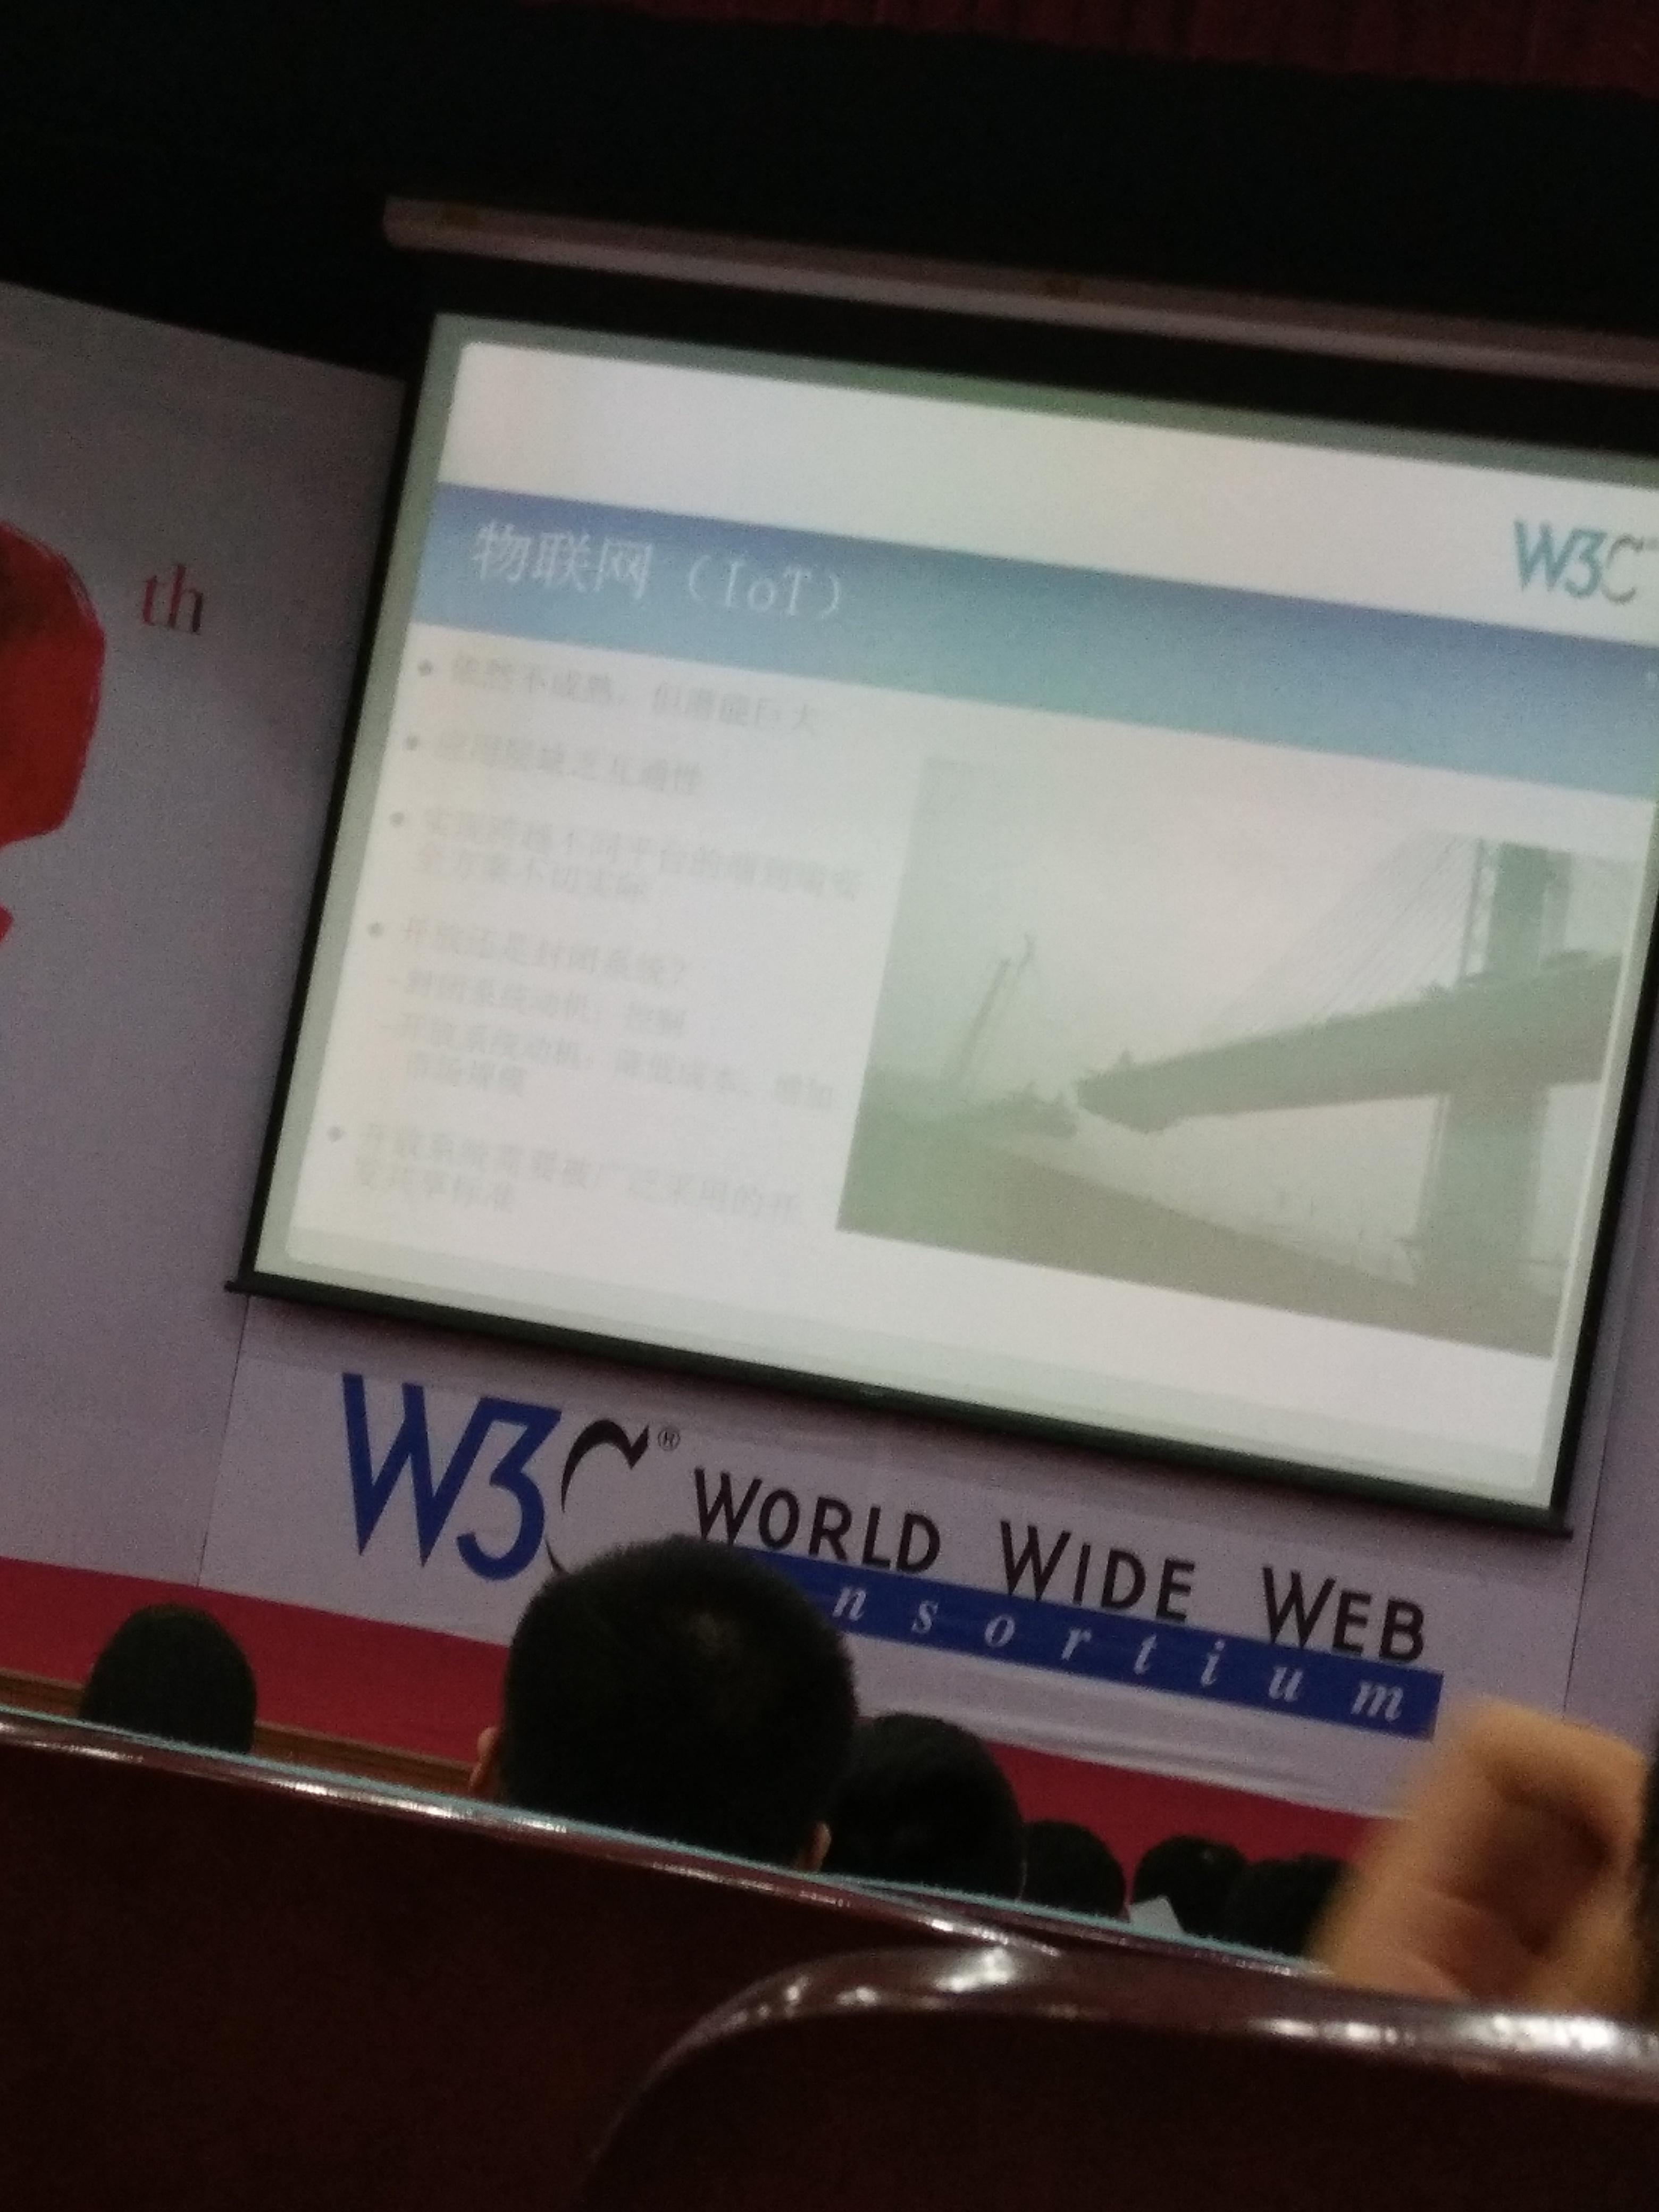 th
W3C
物联网（IoT）
• 依然不成熟，但潜能巨大
• 应用层缺乏互通性
• 实现跨越不同平台的端到端安
全方案不切实际
• 开放还是封闭系统？
-封闭系统动机：控制
-开放系统动机：降低成本、增加
市场规模
• 开放系统需要被广泛采用的开
标准
W3C® WORLD WIDE WEB
nsortium